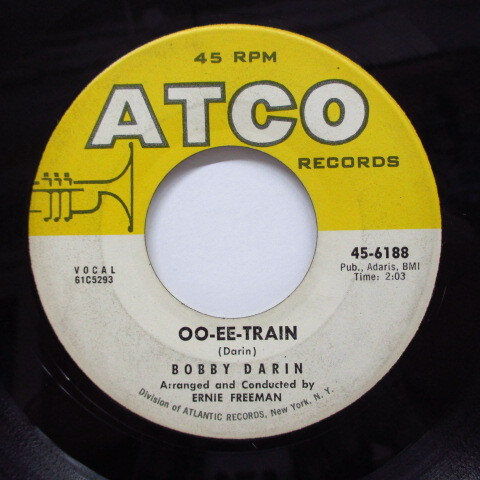 45 RPM
ATCO
RECORDS
45-6188
Pub., Adaris, BMI
Time: 2:03
VOCAL
61C5293
OO-EE-TRAIN
(Darin)
BOBBY DARIN
Arranged and Conducted by
ERNIE FREEMAN
Division of ATLANTIC RECORDS, New York, N. Y.